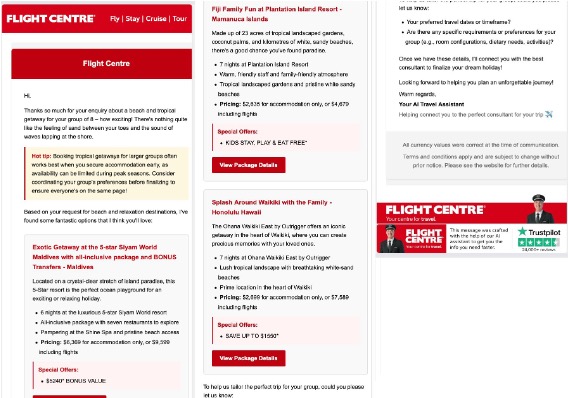 FLIGHT CENTRE
Fly | Stay | Cruise | Tour
Flight Centre
Hi,
Thanks so much for your enquiry about a beach and tropical
getaway for your group of 8 – how exciting! There's nothing quite
like the feeling of sand between your toes and the sound of
waves lapping at the shore.
Hot tip: Booking tropical getaways for larger groups often
works best when you secure accommodation early, as
availability can be limited during peak seasons. Consider
coordinating your group's preferences before finalizing to
ensure everyone's on the same page!
Based on your request for beach and relaxation destinations, I've
found some fantastic options that I think you'll love:
Exotic Getaway at the 5-star Siyam World
Maldives with all-inclusive package and BONUS
Transfers - Maldives
Located on a crystal-clear stretch of island paradise, this
5-Star resort is the perfect ocean playground for an
exciting or relaxing holiday.
• 6 nights at the luxurious 5-star Siyam World resort
• All-inclusive package with seven restaurants to explore
• Pampering at the Shine Spa and pristine beach access
• Pricing: $6,369 for accommodation only, or $9,599
including flights
Special Offers:
• $5240* BONUS VALUE
Fiji Family Fun at Plantation Island Resort -
Mamanuca Islands
Made up of 23 acres of tropical landscaped gardens,
coconut palms, and kilometres of white, sandy beaches,
there's a good chance you've found paradise.
• 7 nights at Plantation Island Resort
• Warm, friendly staff and family-friendly atmosphere
• Tropical landscaped gardens and pristine white sandy
beaches
• Pricing: $2,635 for accommodation only, or $4,679
including flights
Special Offers:
• KIDS STAY, PLAY & EAT FREE*
View Package Details
Splash Around Waikiki with the Family -
Honolulu Hawaii
The Ohana Waikiki East by Outrigger offers an iconic
getaway in the heart of Waikiki, where you can create
precious memories with your loved ones.
• 7 nights at Ohana Waikiki East by Outrigger
• Lush tropical landscape with breathtaking white-sand
beaches
• Prime location in the heart of Waikiki
• Pricing: $2,699 for accommodation only, or $7,589
including flights
Special Offers:
• SAVE UP TO $1550*
View Package Details
To help us tailor the perfect trip for your group, could you please
let us know:
let us know:
• Your preferred travel dates or timeframe?
• Are there any specific requirements or preferences for your
group (e.g., room configurations, dietary needs, activities)?
Once we have these details, I'll connect you with the best
consultant to finalize your dream holiday!
Looking forward to helping you plan an unforgettable journey!
Warm regards,
Your AI Travel Assistant
Helping connect you to the perfect consultant for your trip ✈️
All currency values were correct at the time of communication.
Terms and conditions apply and are subject to change without
prior notice. Please see the website for further details.
FLIGHT CENTRE
Your centre for travel.
FLIGHT CENTRE
This message was crafted
with the help of our AI
assistant to get you the
info you need faster.
Trustpilot